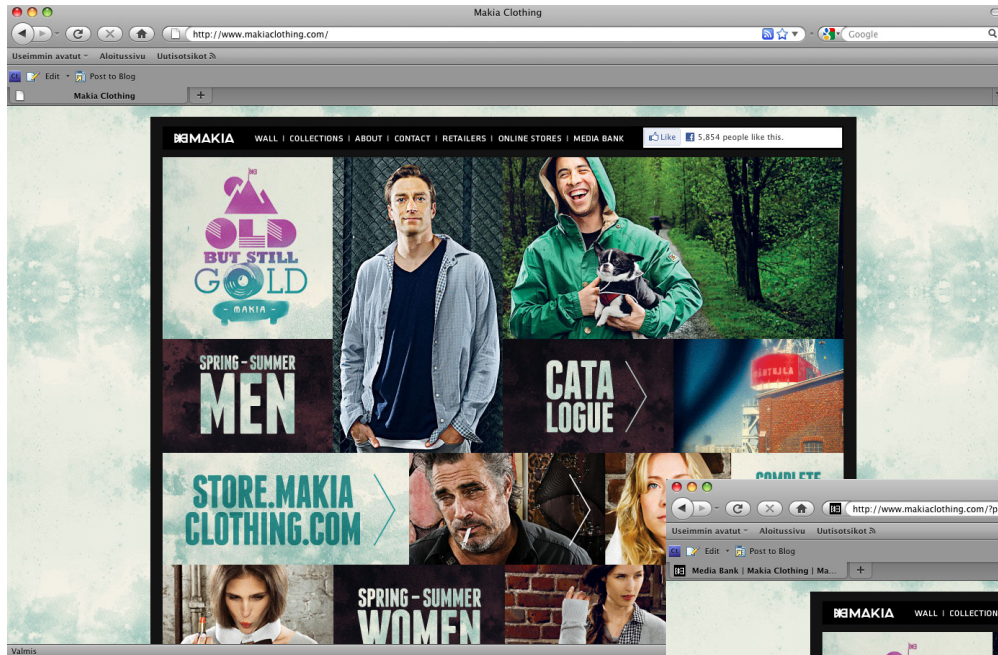 Makia Clothing
http://www.makiaclothing.com/
Google
Useimmin avatut Aloitussivu Uutisotsikot
Edit Post to Blog
Makia Clothing +
MAKIA WALL | COLLECTIONS | ABOUT | CONTACT | RETAILERS | ONLINE STORES | MEDIA BANK Like 5,854 people like this.
OLD
BUT STILL
GOLD
- MAKIA -
SPRING - SUMMER
MEN
CATA
LOGUE
STORE.MAKIA
CLOTHING.COM
COMPLETE
SPRING - SUMMER
WOMEN
Valmis
http://www.makiaclothing.com/?p
Useimmin avatut Aloitussivu Uutisotsikot
Edit Post to Blog
Media Bank | Makia Clothing | Ma... +
MAKIA WALL | COLLECTION